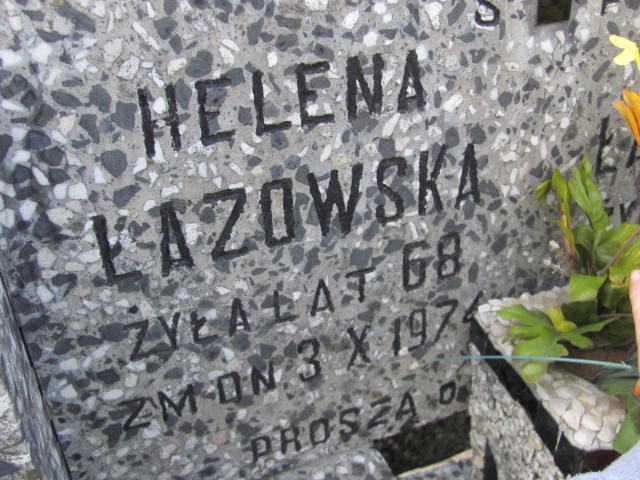 HELENA
ŁAZOWSKA
ŻYŁA LAT 68
ZM DN 3 X 1974
PROSZĄ O